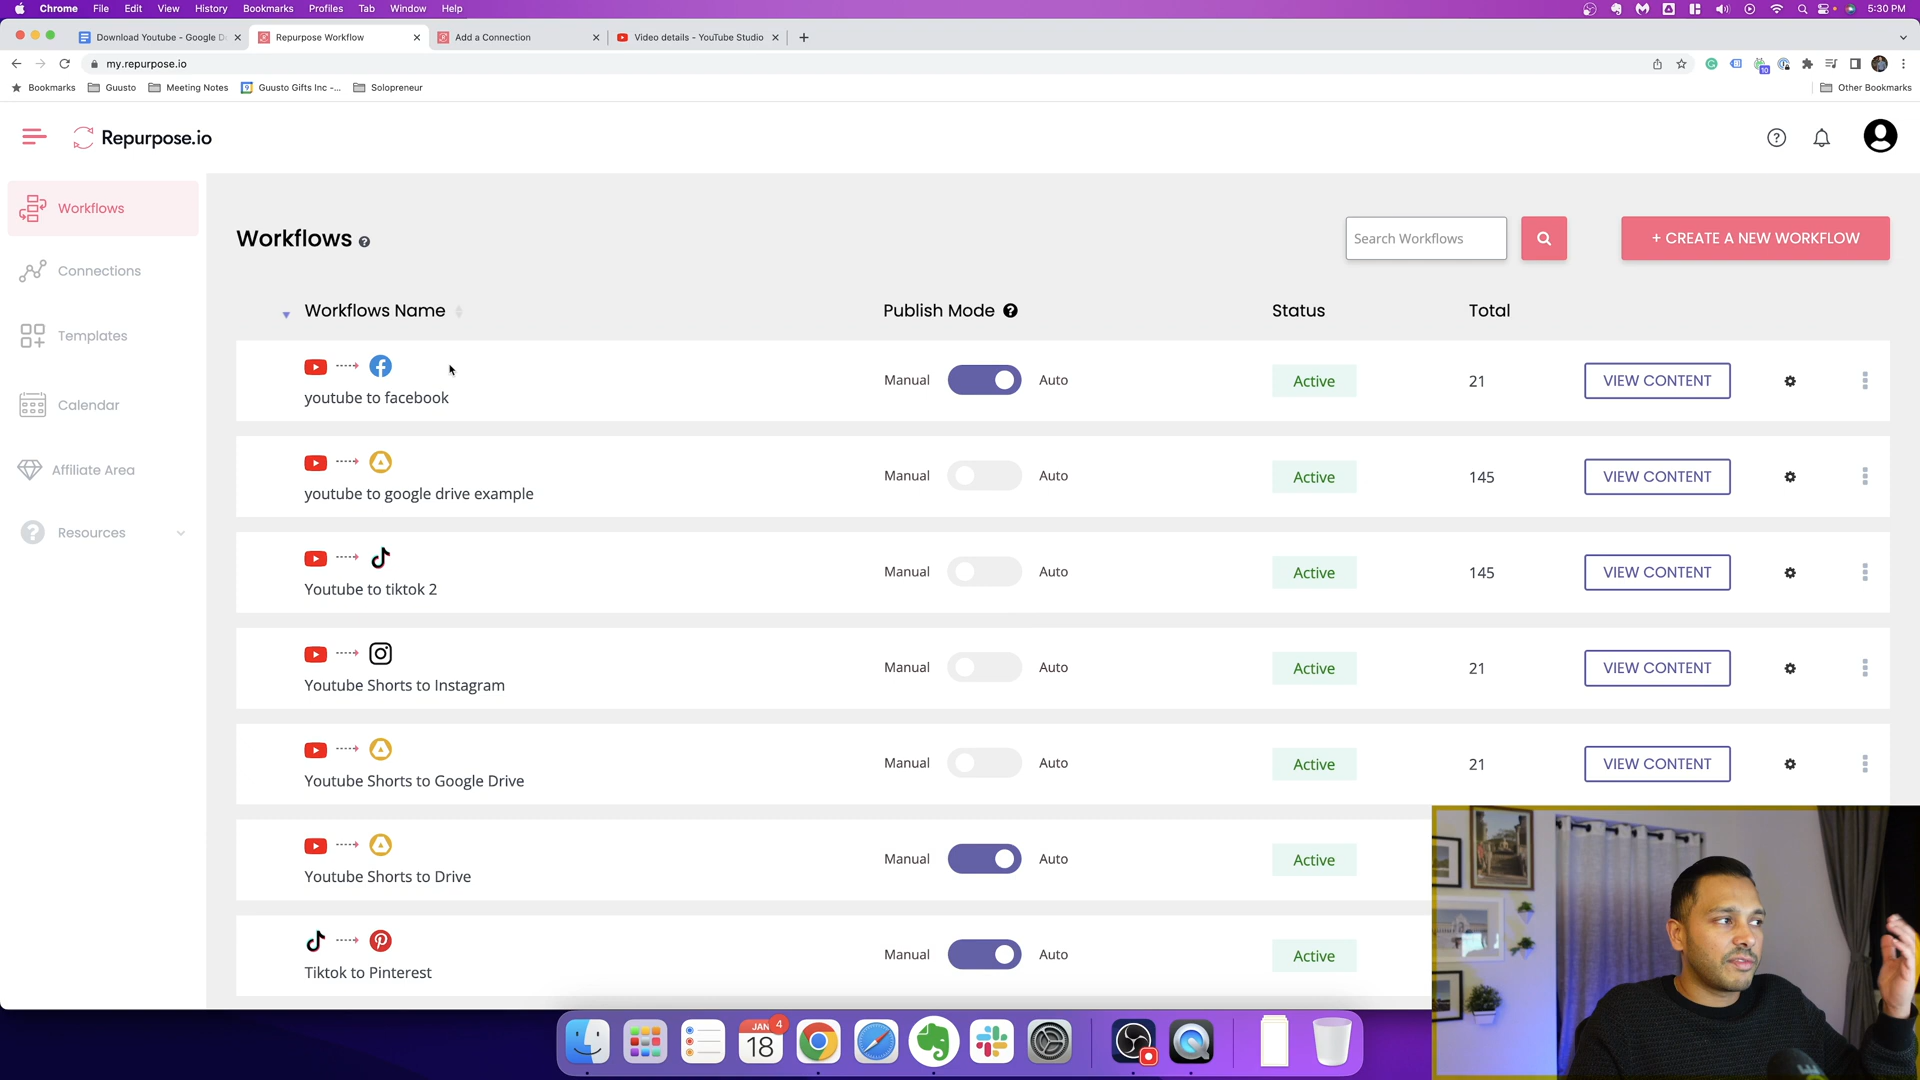 Chrome File Edit View History Bookmarks Profiles Tab Window Help 5:30 PM
Download Youtube - Google D Repurpose Workflow Add a Connection Video details - YouTube Studio
my.repurpose.io
Bookmarks Guusto Meeting Notes Guusto Gifts Inc -... Solopreneur Other Bookmarks
Repurpose.io
Workflows
Connections
Templates
Calendar
Affiliate Area
Resources
Workflows Search Workflows + CREATE A NEW WORKFLOW
Workflows Name Publish Mode Status Total
youtube to facebook Manual Auto Active 21 VIEW CONTENT
youtube to google drive example Manual Auto Active 145 VIEW CONTENT
Youtube to tiktok 2 Manual Auto Active 145 VIEW CONTENT
Youtube Shorts to Instagram Manual Auto Active 21 VIEW CONTENT
Youtube Shorts to Google Drive Manual Auto Active 21 VIEW CONTENT
Youtube Shorts to Drive Manual Auto Active
Tiktok to Pinterest Manual Auto Active
JAN 4
18